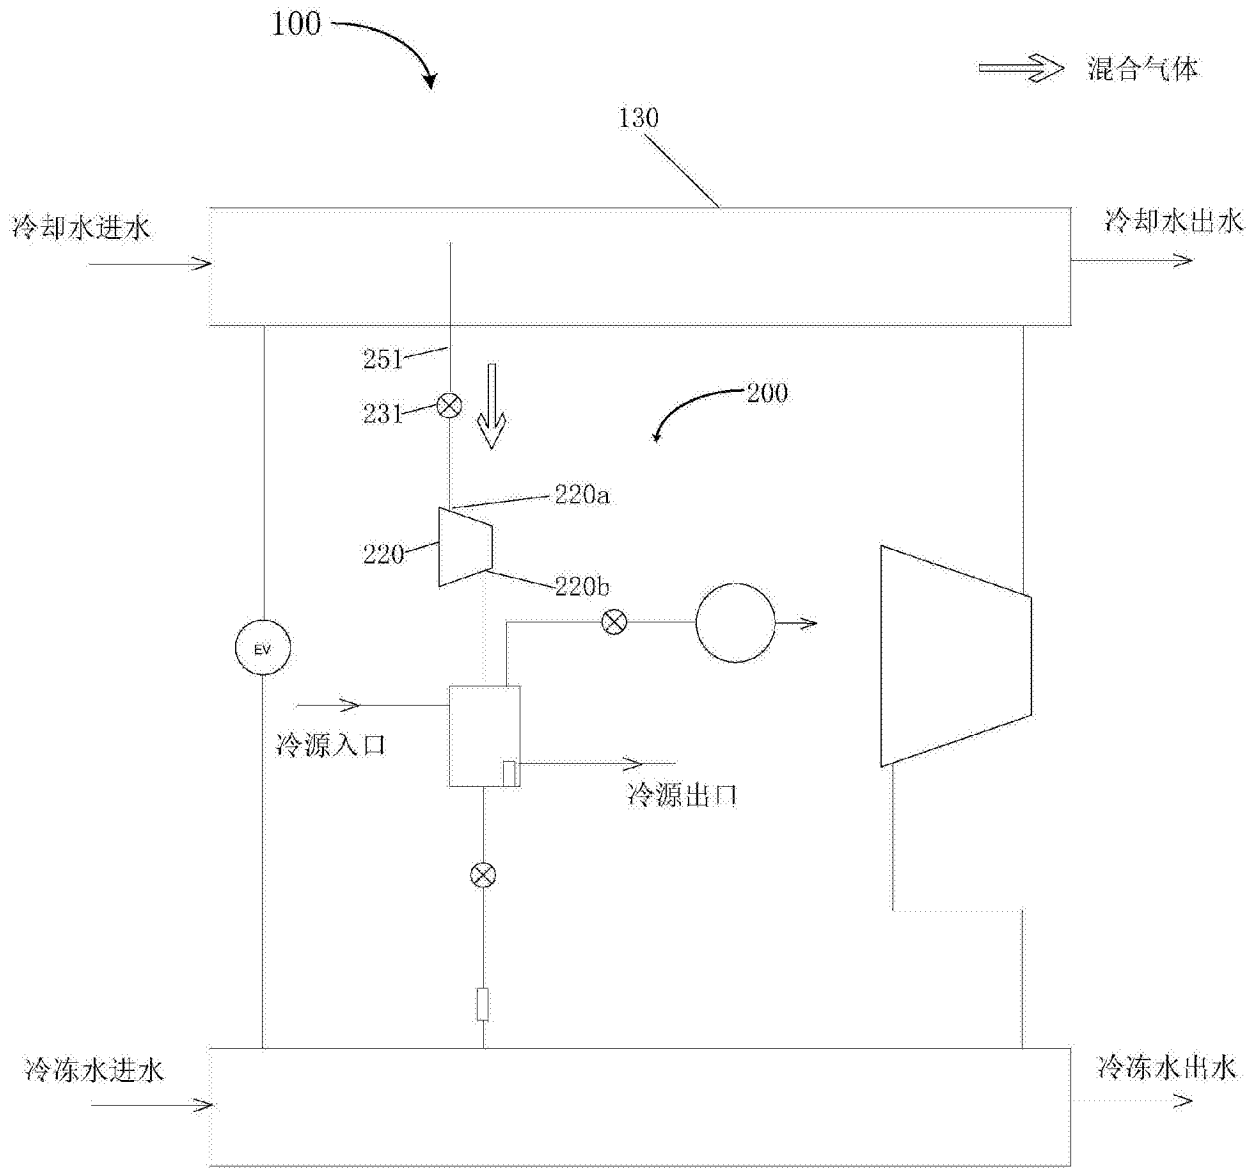 100
混合气体
130
冷却水进水
冷却水出水
251
231
200
220a
220
220b
EV
冷源入口
冷源出口
冷冻水进水
冷冻水出水